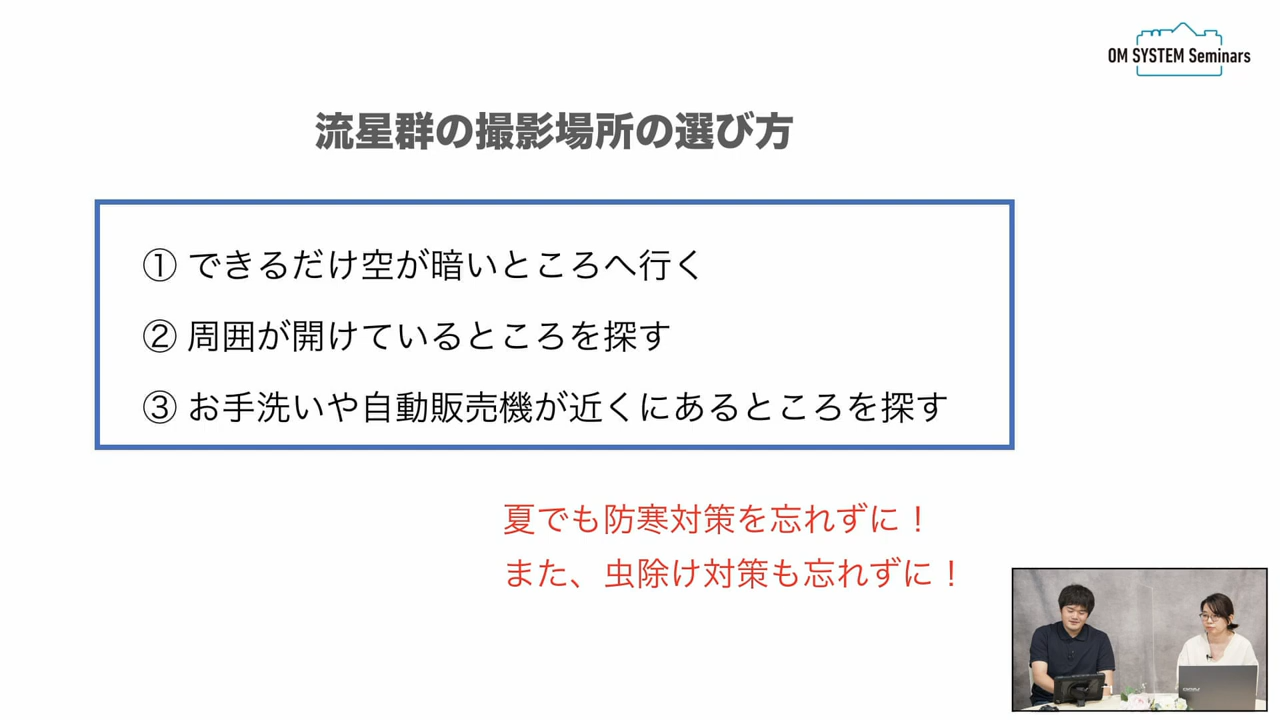 OM SYSTEM Seminars
流星群の撮影場所の選び方
① できるだけ空が暗いところへ行く
② 周囲が開けているところを探す
③ お手洗いや自動販売機が近くにあるところを探す
夏でも防寒対策を忘れずに！
また、虫除け対策も忘れずに！